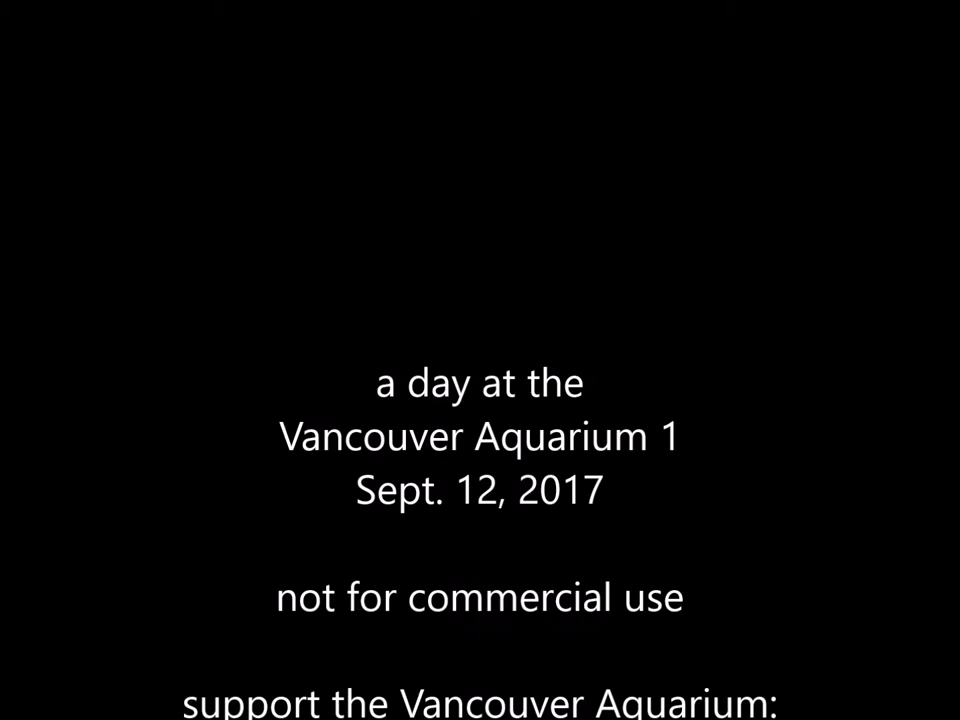 a day at the
Vancouver Aquarium 1
Sept. 12, 2017
not for commercial use
support the Vancouver Aquarium: